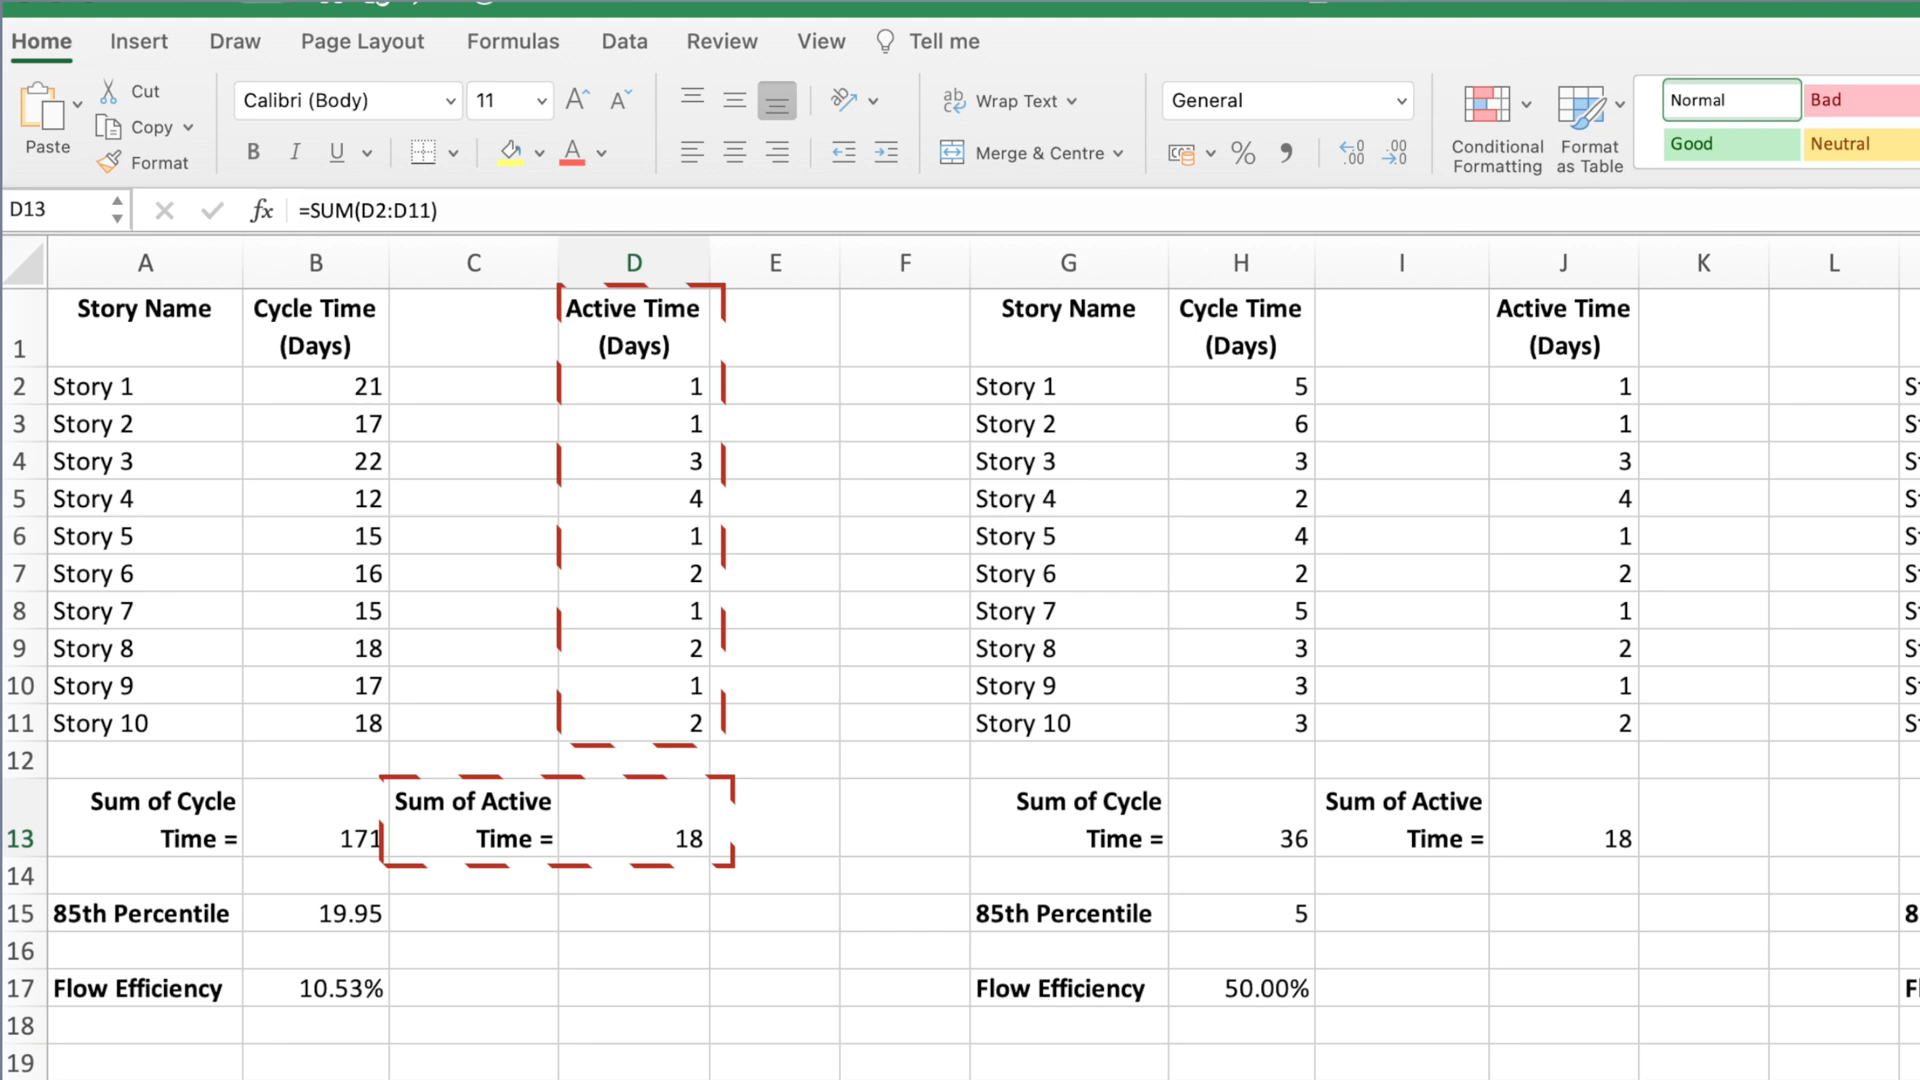 Home Insert Draw Page Layout Formulas Data Review View Tell me
Paste
Cut
Copy
Format
Calibri (Body) 11 A A
B I U A
ab Wrap Text
Merge & Centre
General
% 
Conditional Formatting
Format as Table
Normal Bad
Good Neutral
D13 fx =SUM(D2:D11)
A B C D E F G H I J K L
1 Story Name Cycle Time (Days) Active Time (Days) Story Name Cycle Time (Days) Active Time (Days)
2 Story 1 21 1 Story 1 5 1
3 Story 2 17 1 Story 2 6 1
4 Story 3 22 3 Story 3 3 3
5 Story 4 12 4 Story 4 2 4
6 Story 5 15 1 Story 5 4 1
7 Story 6 16 2 Story 6 2 2
8 Story 7 15 1 Story 7 5 1
9 Story 8 18 2 Story 8 3 2
10 Story 9 17 1 Story 9 3 1
11 Story 10 18 2 Story 10 3 2
12
13 Sum of Cycle Time = 171 Sum of Active Time = 18 Sum of Cycle Time = 36 Sum of Active Time = 18
14
15 85th Percentile 19.95 85th Percentile 5
16
17 Flow Efficiency 10.53% Flow Efficiency 50.00%
18
19